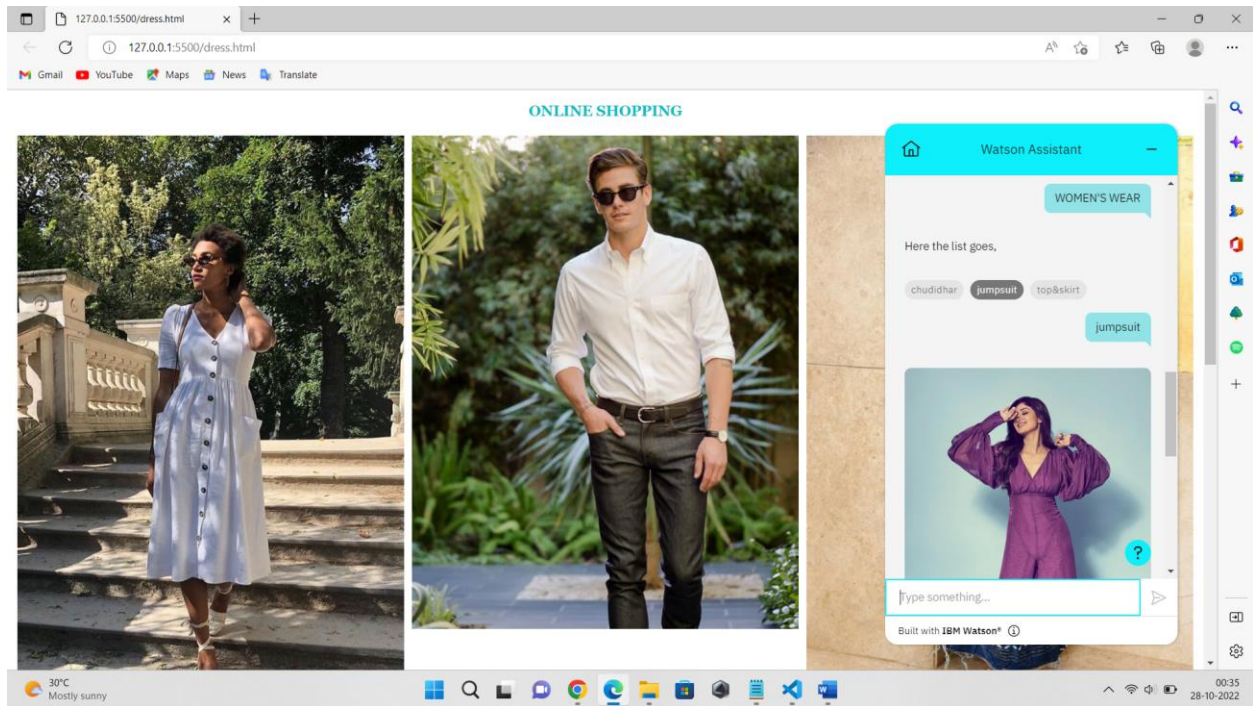 127.0.0.1:5500/dress.html
127.0.0.1:5500/dress.html
Gmail YouTube Maps News Translate
ONLINE SHOPPING
Watson Assistant
WOMEN'S WEAR
Here the list goes,
chudidhar jumpsuit top&skirt
jumpsuit
?
Type something...
Built with IBM Watson®
30°C
Mostly sunny
00:35
28-10-2022